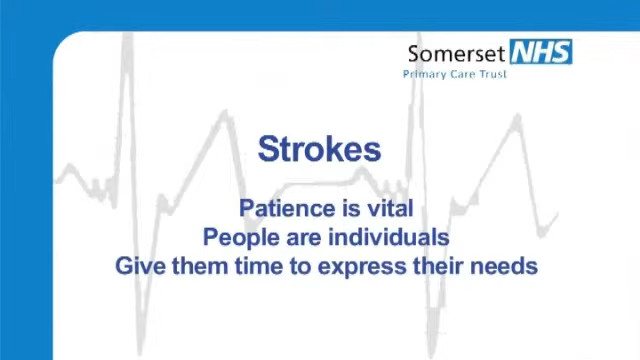 Somerset NHS
Primary Care Trust
Strokes
Patience is vital
People are individuals
Give them time to express their needs